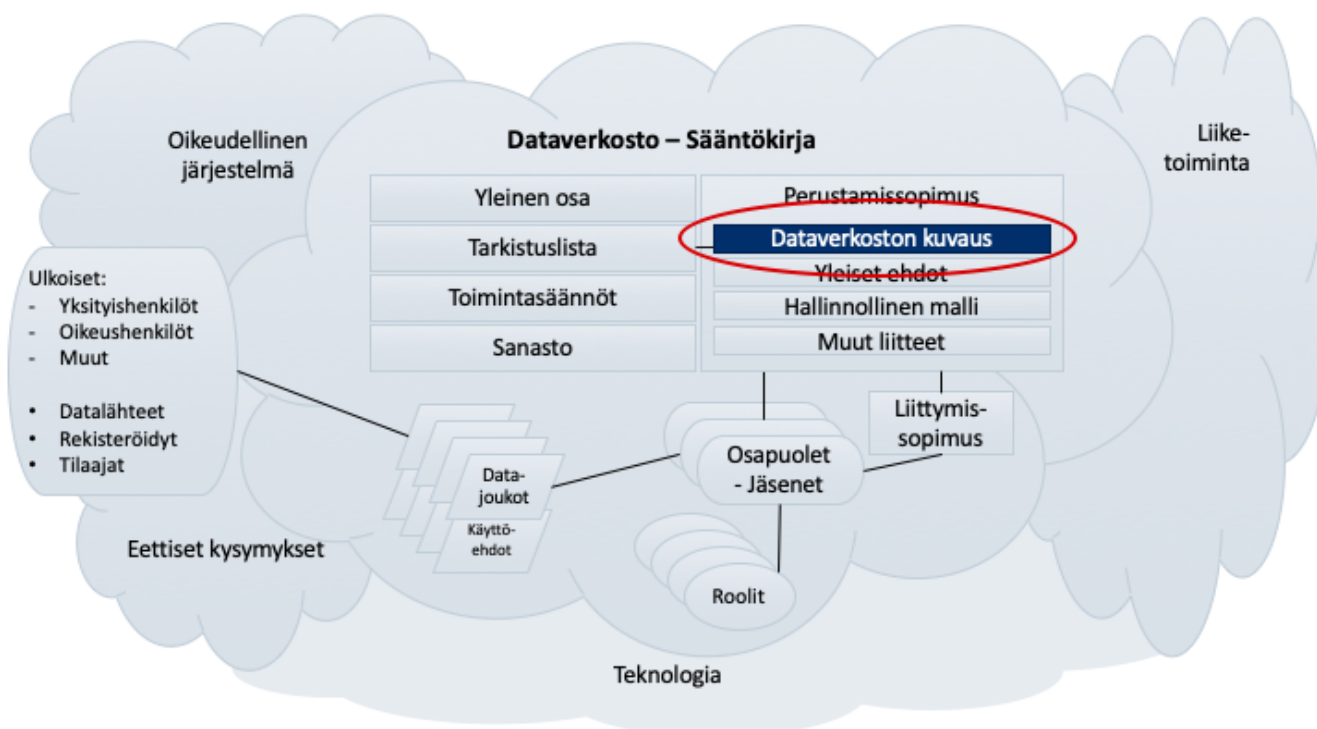 Oikeudellinen
järjestelmä
Dataverkosto – Sääntökirja
Liike-
toiminta
Yleinen osa
Tarkistuslista
Toimintasäännöt
Sanasto
Perustamissopimus
Dataverkoston kuvaus
Yleiset ehdot
Hallinnollinen malli
Muut liitteet
Ulkoiset:
- Yksityishenkilöt
- Oikeushenkilöt
- Muut
• Datalähteet
• Rekisteröidyt
• Tilaajat
Liittymis-
sopimus
Osapuolet
- Jäsenet
Data-
joukot
Käyttö-
ehdot
Eettiset kysymykset
Roolit
Teknologia